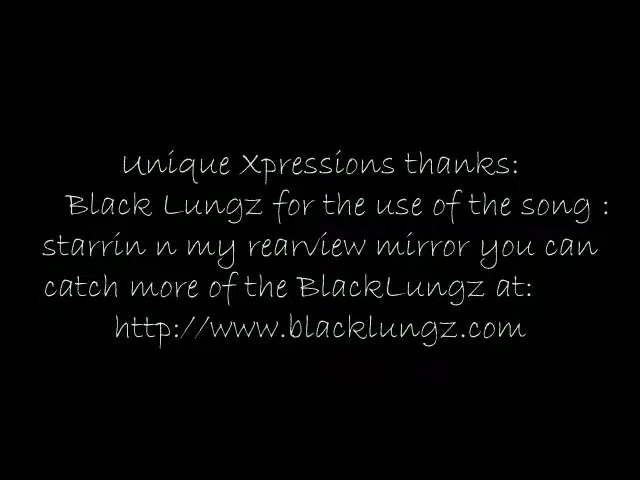 Unique Xpressions thanks:
Black Lungz for the use of the song :
starrin n my rearview mirror you can
catch more of the BlackLungz at:
http://www.blacklungz.com